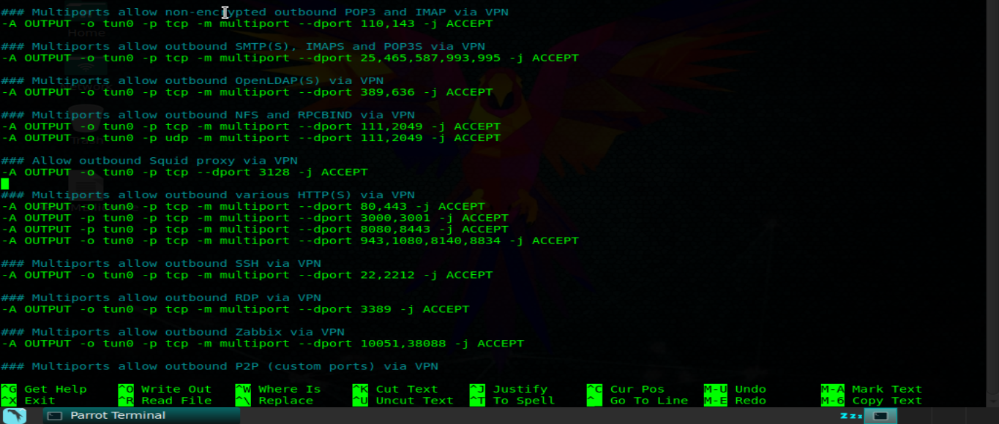 ### Multiports allow non-encrypted outbound POP3 and IMAP via VPN
-A OUTPUT -o tun0 -p tcp -m multiport --dport 110,143 -j ACCEPT
### Multiports allow outbound SMTP(S), IMAPS and POP3S via VPN
-A OUTPUT -o tun0 -p tcp -m multiport --dport 25,465,587,993,995 -j ACCEPT
### Multiports allow outbound OpenLDAP(S) via VPN
-A OUTPUT -o tun0 -p tcp -m multiport --dport 389,636 -j ACCEPT
### Multiports allow outbound NFS and RPCBIND via VPN
-A OUTPUT -o tun0 -p tcp -m multiport --dport 111,2049 -j ACCEPT
-A OUTPUT -o tun0 -p udp -m multiport --dport 111,2049 -j ACCEPT
### Allow outbound Squid proxy via VPN
-A OUTPUT -o tun0 -p tcp --dport 3128 -j ACCEPT
### Multiports allow outbound various HTTP(S) via VPN
-A OUTPUT -o tun0 -p tcp -m multiport --dport 80,443 -j ACCEPT
-A OUTPUT -p tun0 -p tcp -m multiport --dport 3000,3001 -j ACCEPT
-A OUTPUT -p tun0 -p tcp -m multiport --dport 8080,8443 -j ACCEPT
-A OUTPUT -o tun0 -p tcp -m multiport --dport 943,1080,8140,8834 -j ACCEPT
### Multiports allow outbound SSH via VPN
-A OUTPUT -o tun0 -p tcp -m multiport --dport 22,2212 -j ACCEPT
### Multiports allow outbound RDP via VPN
-A OUTPUT -o tun0 -p tcp -m multiport --dport 3389 -j ACCEPT
### Multiports allow outbound Zabbix via VPN
-A OUTPUT -o tun0 -p tcp -m multiport --dport 10051,38088 -j ACCEPT
### Multiports allow outbound P2P (custom ports) via VPN
^G Get Help ^O Write Out ^W Where Is ^K Cut Text ^J Justify ^C Cur Pos M-U Undo M-A Mark Text
^X Exit ^R Read File ^\ Replace ^U Uncut Text ^T To Spell ^_ Go To Line M-E Redo M-6 Copy Text
Parrot Terminal
zzz
Home
Trash